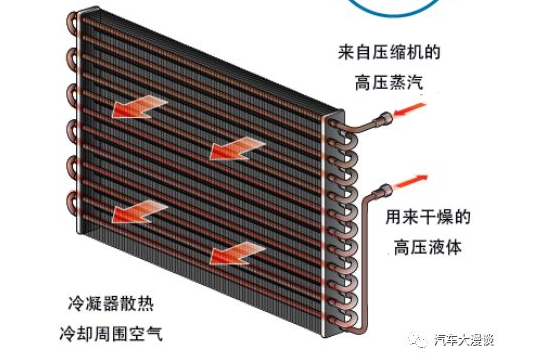 来自压缩机的
高压蒸汽
用来干燥的
高压液体
冷凝器散热
冷却周围空气
汽车大漫谈